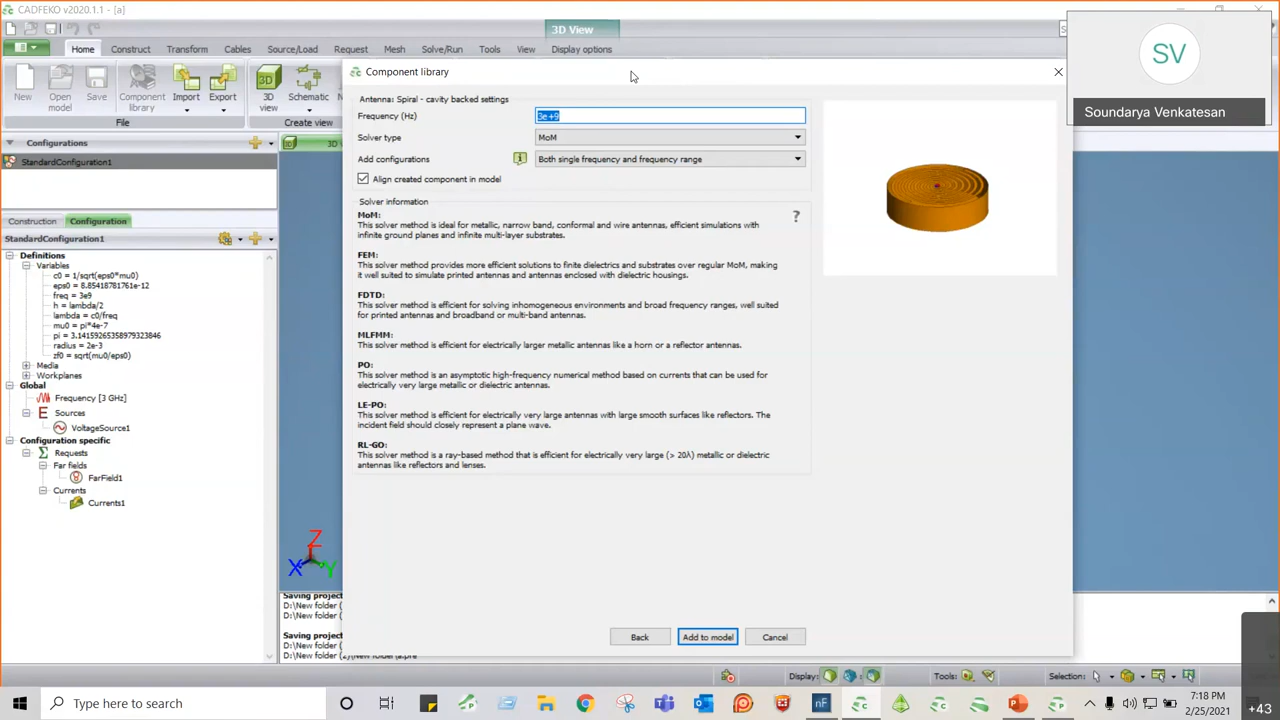 CADFEKO v2020.1.1 - [a]
3D View
Home
Construct
Transform
Cables
Source/Load
Request
Mesh
Solve/Run
Tools
View
Display options
New
Open model
Save
Component library
Import
Export
3D view
Schematic
File
Create view
Component library
Antenna: Spiral - cavity backed settings
Frequency (Hz)
3e+9
Solver type
MoM
Add configurations
Both single frequency and frequency range
Align created component in model
Solver information
?
MoM:
This solver method is ideal for metallic, narrow band, conformal and wire antennas, efficient simulations with
infinite ground planes and infinite multi-layer substrates.
FEM:
This solver method provides more efficient solutions to finite dielectrics and substrates over regular MoM, making
it well suited to simulate printed antennas and antennas enclosed with dielectric housings.
FDTD:
This solver method is efficient for solving inhomogeneous environments and broad frequency ranges, well suited
for printed antennas and broadband or multi-band antennas.
MLFMM:
This solver method is efficient for electrically larger metallic antennas like a horn or a reflector antennas.
PO:
This solver method is an asymptotic high-frequency numerical method based on currents that can be used for
electrically very large metallic or dielectric antennas.
LE-PO:
This solver method is efficient for electrically very large antennas with large smooth surfaces like reflectors. The
incident field should closely represent a plane wave.
RL-GO:
This solver method is a ray-based method that is efficient for electrically very large (> 20λ) metallic or dielectric
antennas like reflectors and lenses.
Back
Add to model
Cancel
SV
Soundarya Venkatesan
Configurations
StandardConfiguration1
Construction
Configuration
StandardConfiguration1
Definitions
Variables
c0 = 1/sqrt(eps0*mu0)
eps0 = 8.85418781761e-12
freq = 3e9
h = lambda/2
lambda = c0/freq
mu0 = pi*4e-7
pi = 3.14159265358979323846
radius = 2e-3
zf0 = sqrt(mu0/eps0)
Media
Workplanes
Global
Frequency [3 GHz]
Sources
VoltageSource1
Configuration specific
Requests
Far fields
FarField1
Currents
Currents1
3D
Z
X
Y
Saving project
D:\New folder (
D:\New folder (
Saving project
D:\New folder (
D:\New folder (2)\New folder\a.pre
Display:
Tools:
Selection:
Type here to search
nF
7:18 PM
2/25/2021
+43